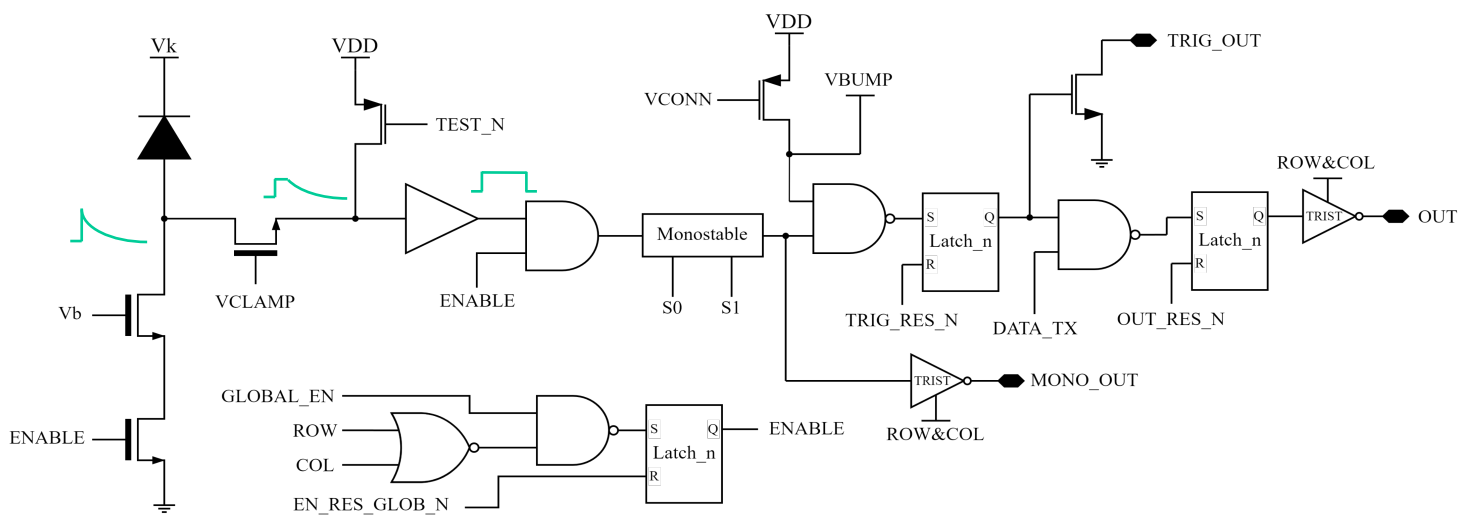 Vk
VDD
VDD
TRIG_OUT
VCONN
VBUMP
TEST_N
ROW&COL
S
Q
Latch_n
R
S
Q
Latch_n
R
TRIST
OUT
Monostable
VCLAMP
ENABLE
S0
S1
Vb
TRIG_RES_N
DATA_TX
OUT_RES_N
TRIST
MONO_OUT
ROW&COL
GLOBAL_EN
ROW
COL
EN_RES_GLOB_N
S
Q
Latch_n
R
ENABLE
ENABLE